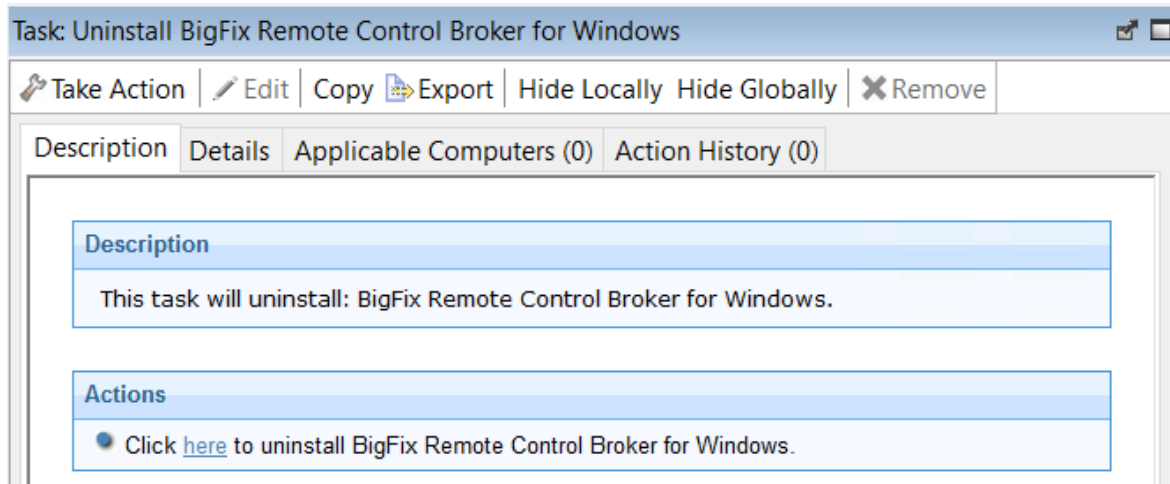 Task: Uninstall BigFix Remote Control Broker for Windows
Take Action Edit Copy Export Hide Locally Hide Globally Remove
Description Details Applicable Computers (0) Action History (0)
Description
This task will uninstall: BigFix Remote Control Broker for Windows.
Actions
Click here to uninstall BigFix Remote Control Broker for Windows.